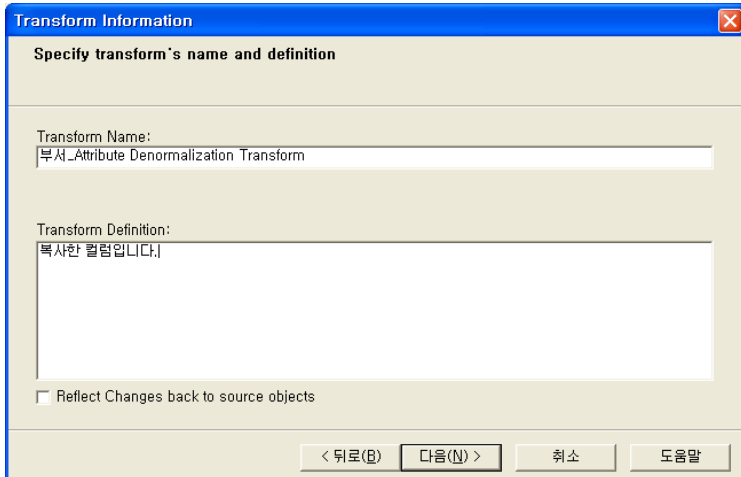 Transform Information
Specify transform's name and definition
Transform Name:
부서_Attribute Denormalization Transform
Transform Definition:
복사한 컬럼입니다.
Reflect Changes back to source objects
< 뒤로(B) 다음(N) > 취소 도움말